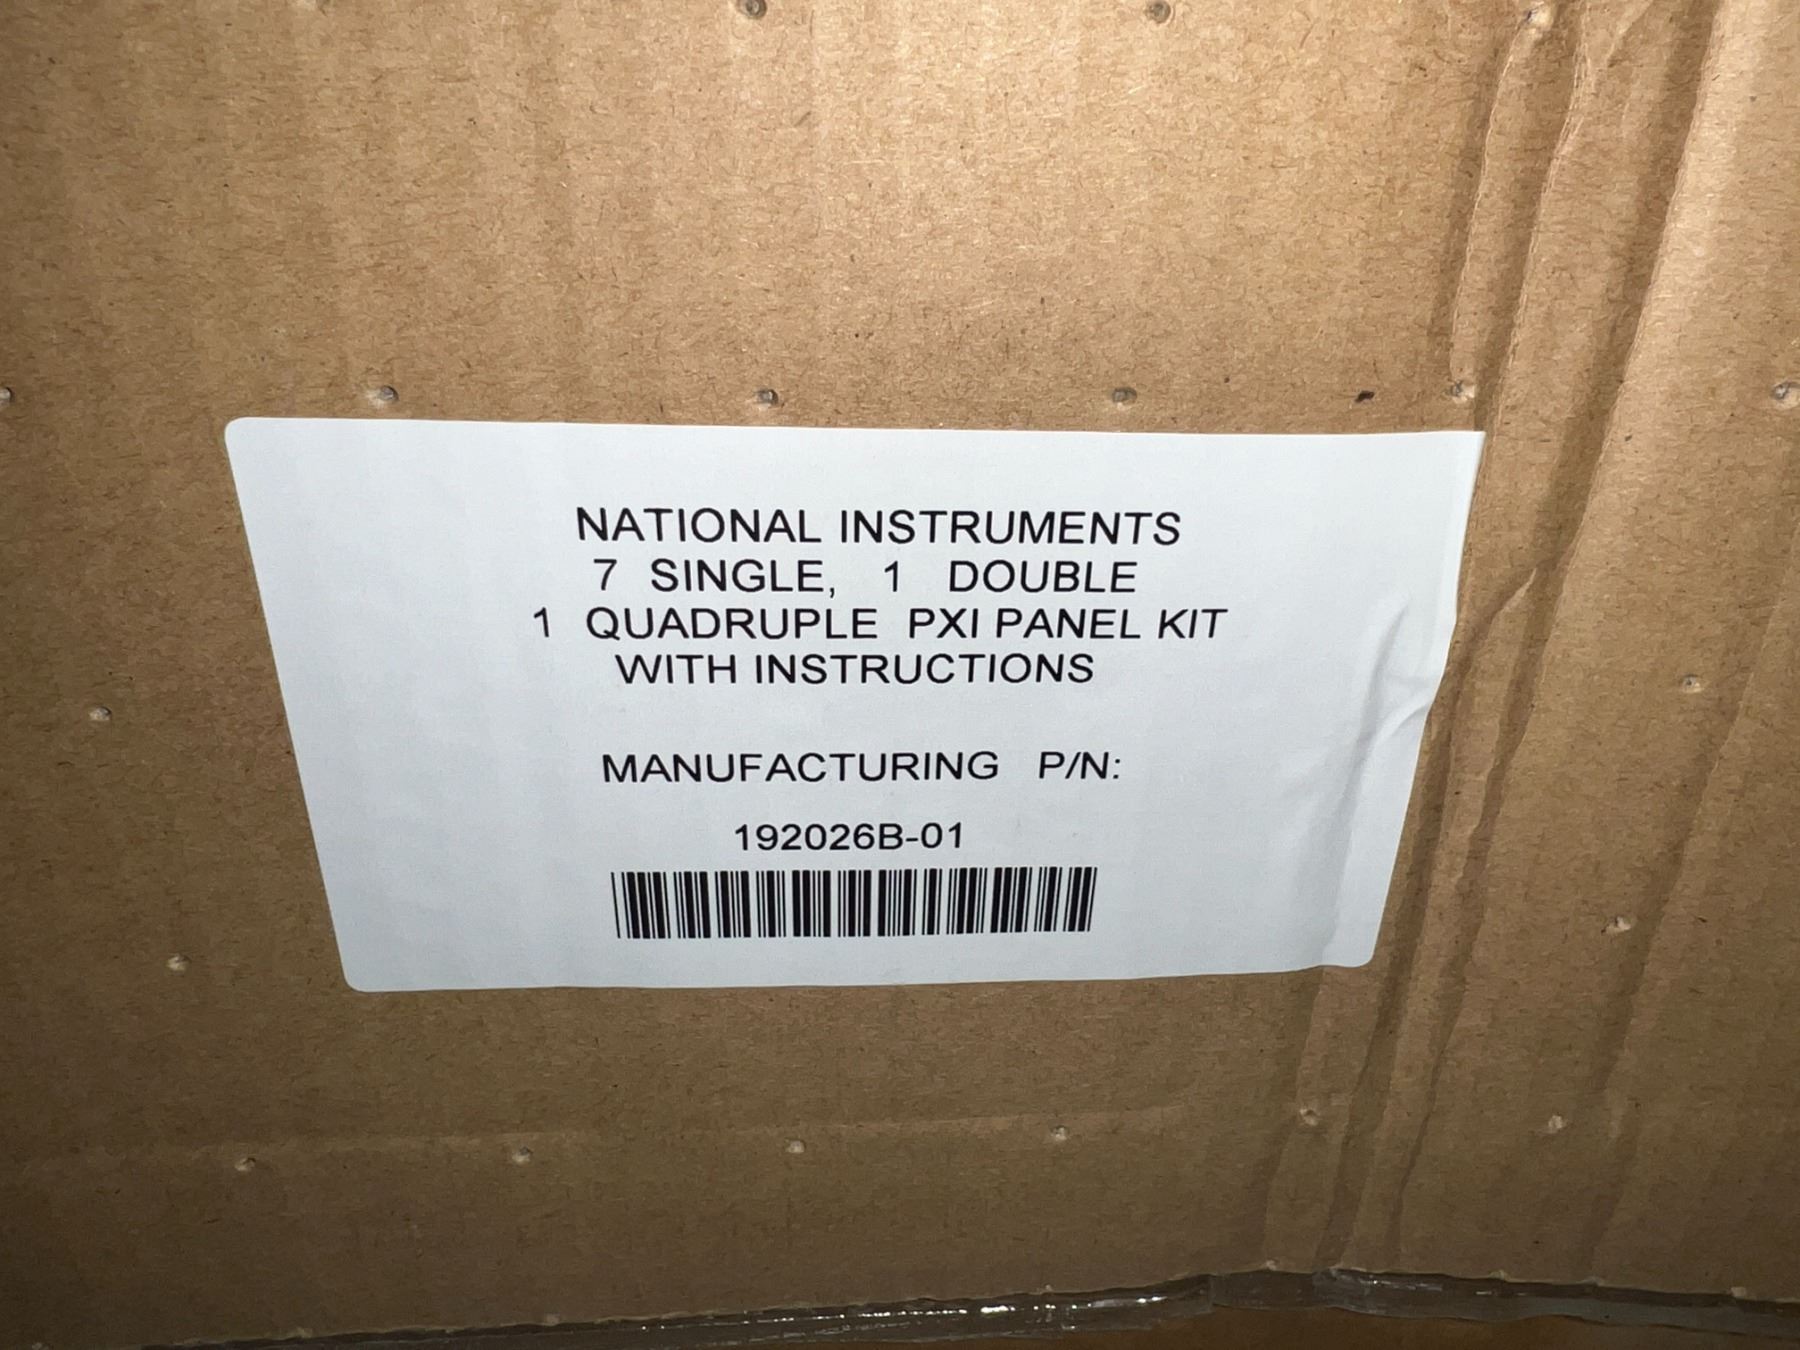 NATIONAL INSTRUMENTS
7 SINGLE, 1 DOUBLE
1 QUADRUPLE PXI PANEL KIT
WITH INSTRUCTIONS
MANUFACTURING P/N:
192026B-01